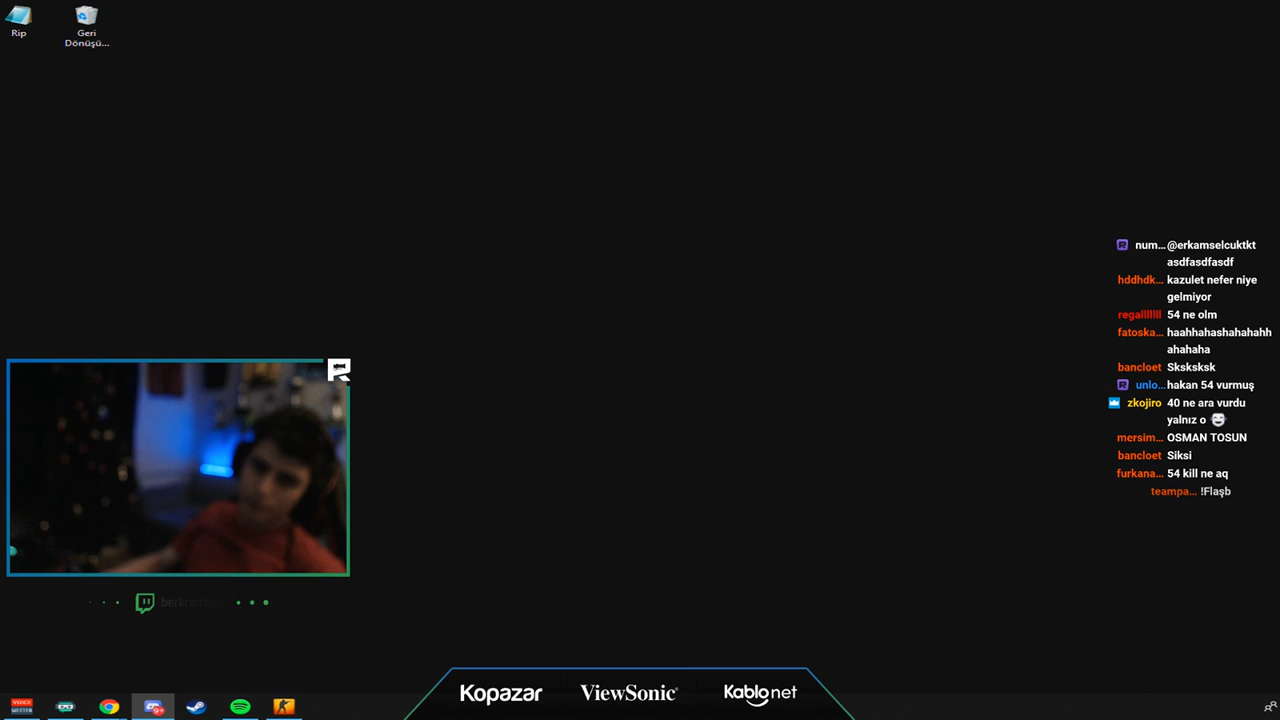 Rip
Geri
Dönüşü...
num... @erkamselcuktkt
asdfasdfasdf
hddhdk... kazulet nefer niye
gelmiyor
regalllllll 54 ne olm
fatoska... haahhahashahahahh
ahahaha
bancloet Sksksksk
unlo... hakan 54 vurmuş
zkojiro 40 ne ara vurdu
yalnız o
mersim... OSMAN TOSUN
bancloet Siksi
furkana... 54 kill ne aq
teampa... !Flaşb
Kopazar ViewSonic Kablonet